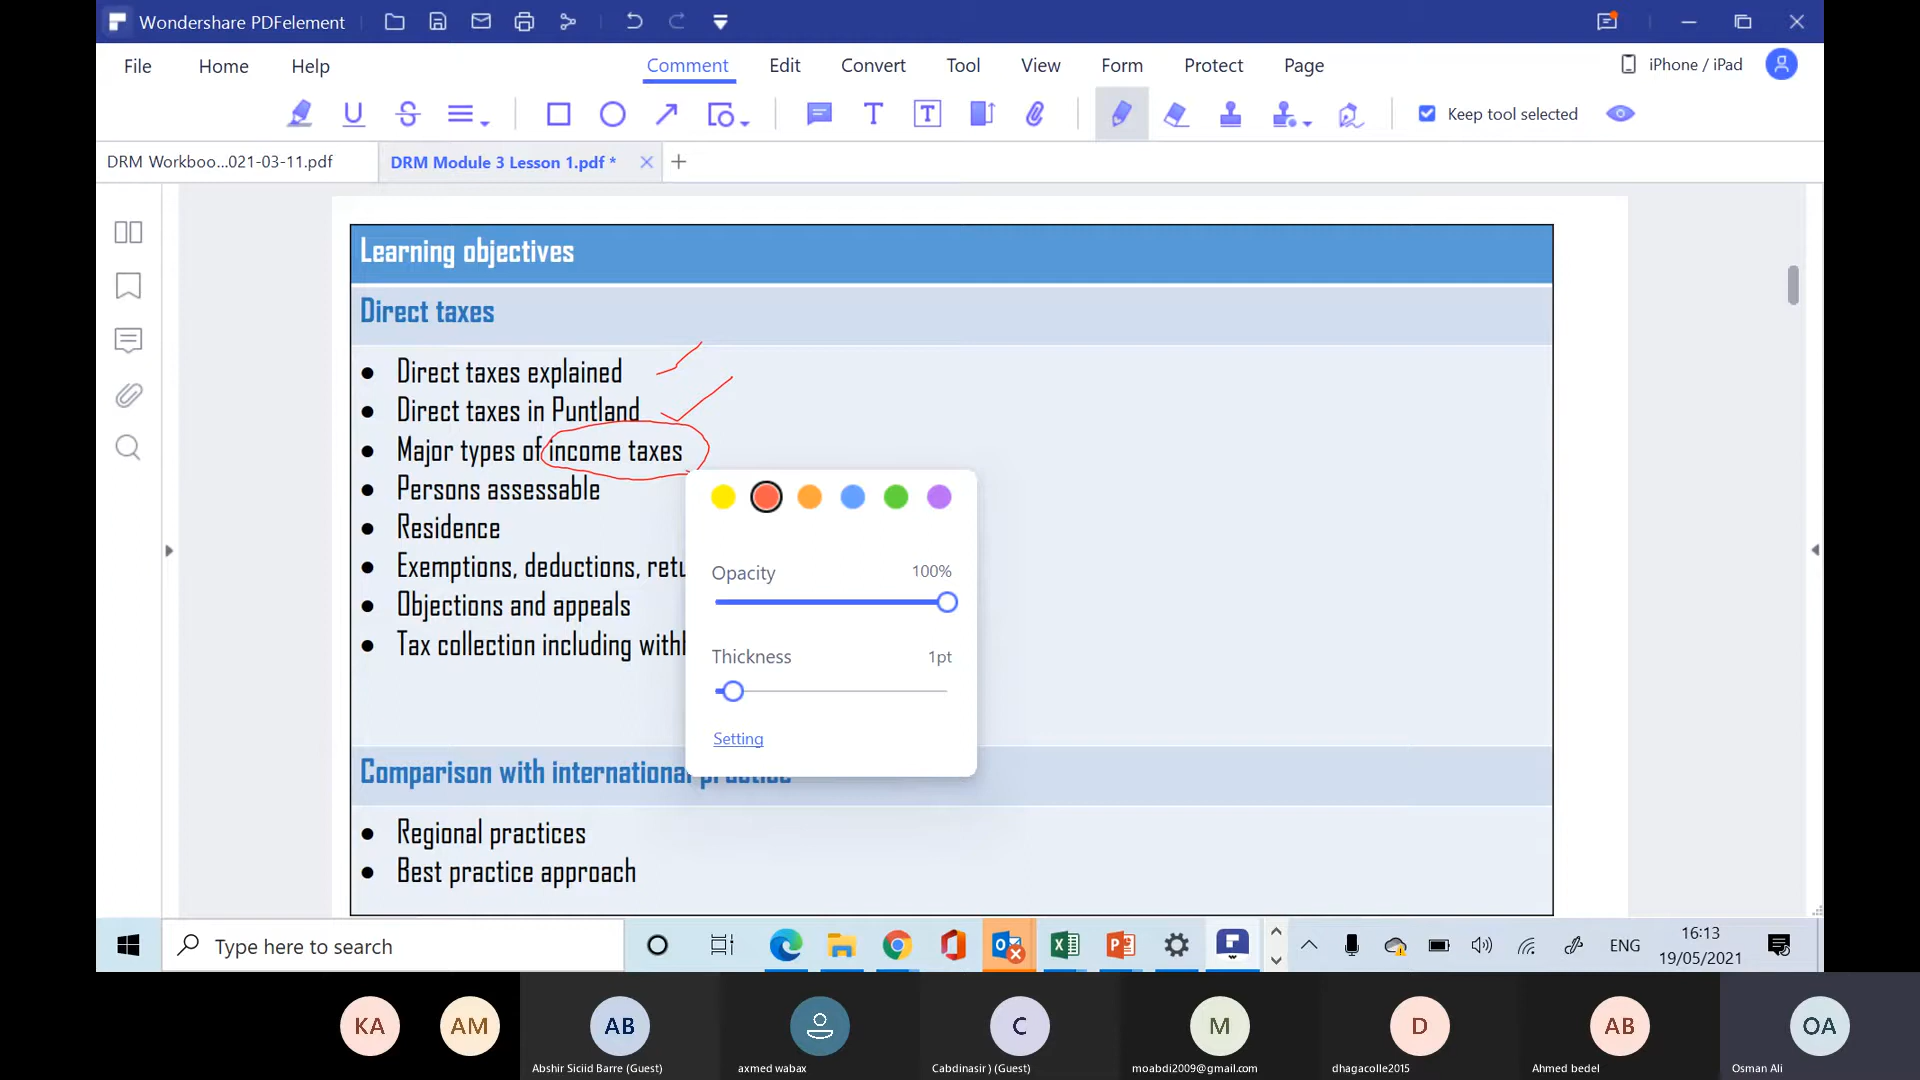 Wondershare PDFelement
File Home Help Comment Edit Convert Tool View Form Protect Page iPhone / iPad
Keep tool selected
DRM Workboo...021-03-11.pdf DRM Module 3 Lesson 1.pdf *
Learning objectives
Direct taxes
• Direct taxes explained
• Direct taxes in Puntland
• Major types of income taxes
• Persons assessable
• Residence
• Exemptions, deductions, retu
• Objections and appeals
• Tax collection including withh
Opacity 100%
Thickness 1pt
Setting
Comparison with international practice
• Regional practices
• Best practice approach
Type here to search
ENG
16:13
19/05/2021
KA AM AB C M D AB OA
Abshir Siciid Barre (Guest) axmed wabax Cabdinasir ) (Guest) moabdi2009@gmail.com dhagacolle2015 Ahmed bedel Osman Ali